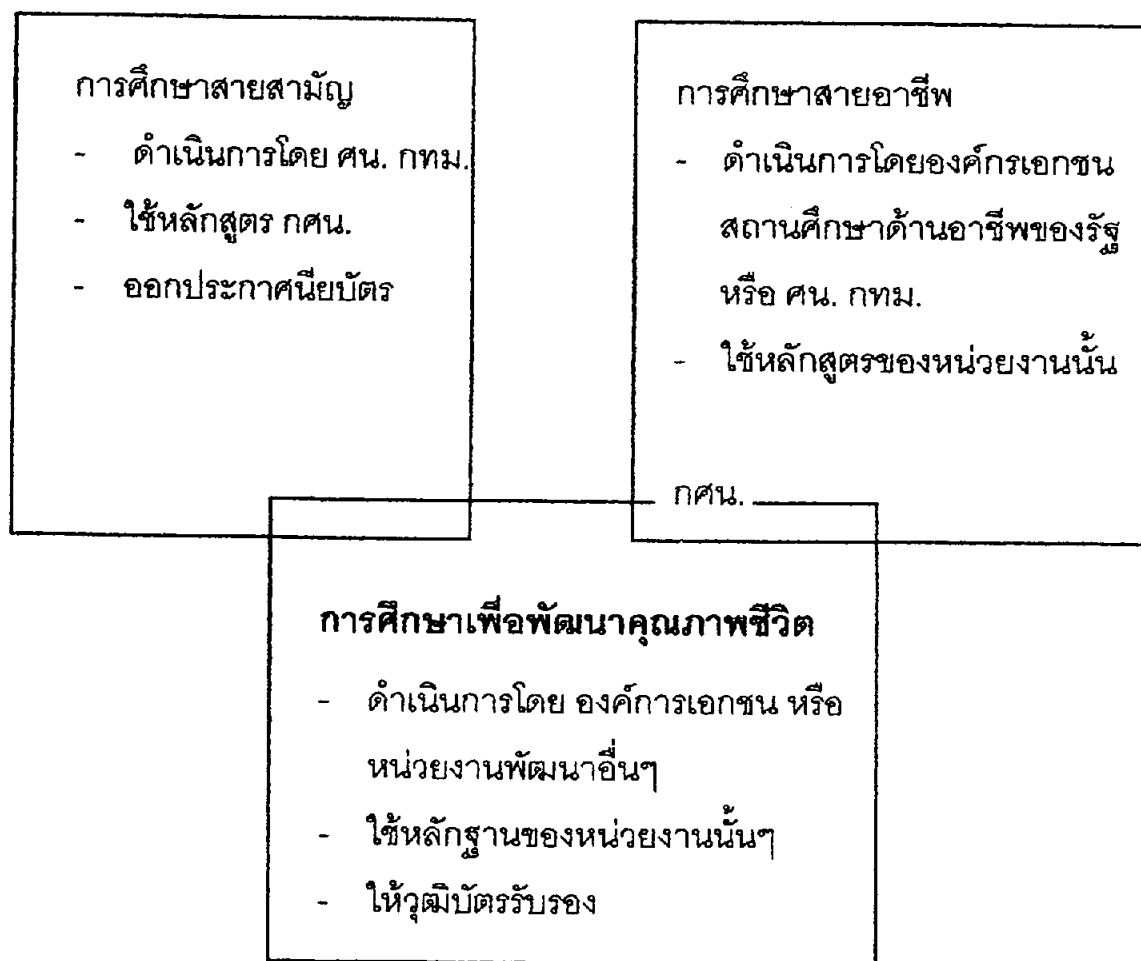 การศึกษาสายสามัญ
- ดำเนินการโดย ศน. กทม.
- ใช้หลักสูตร กศน.
- ออกประกาศนียบัตร
การศึกษาสายอาชีพ
- ดำเนินการโดยองค์กรเอกชน
สถานศึกษาด้านอาชีพของรัฐ
หรือ ศน. กทม.
- ใช้หลักสูตรของหน่วยงานนั้น
กศน.
การศึกษาเพื่อพัฒนาคุณภาพชีวิต
- ดำเนินการโดย องค์การเอกชน หรือ
หน่วยงานพัฒนาอื่นๆ
- ใช้หลักฐานของหน่วยงานนั้นๆ
- ให้วุฒิบัตรรับรอง